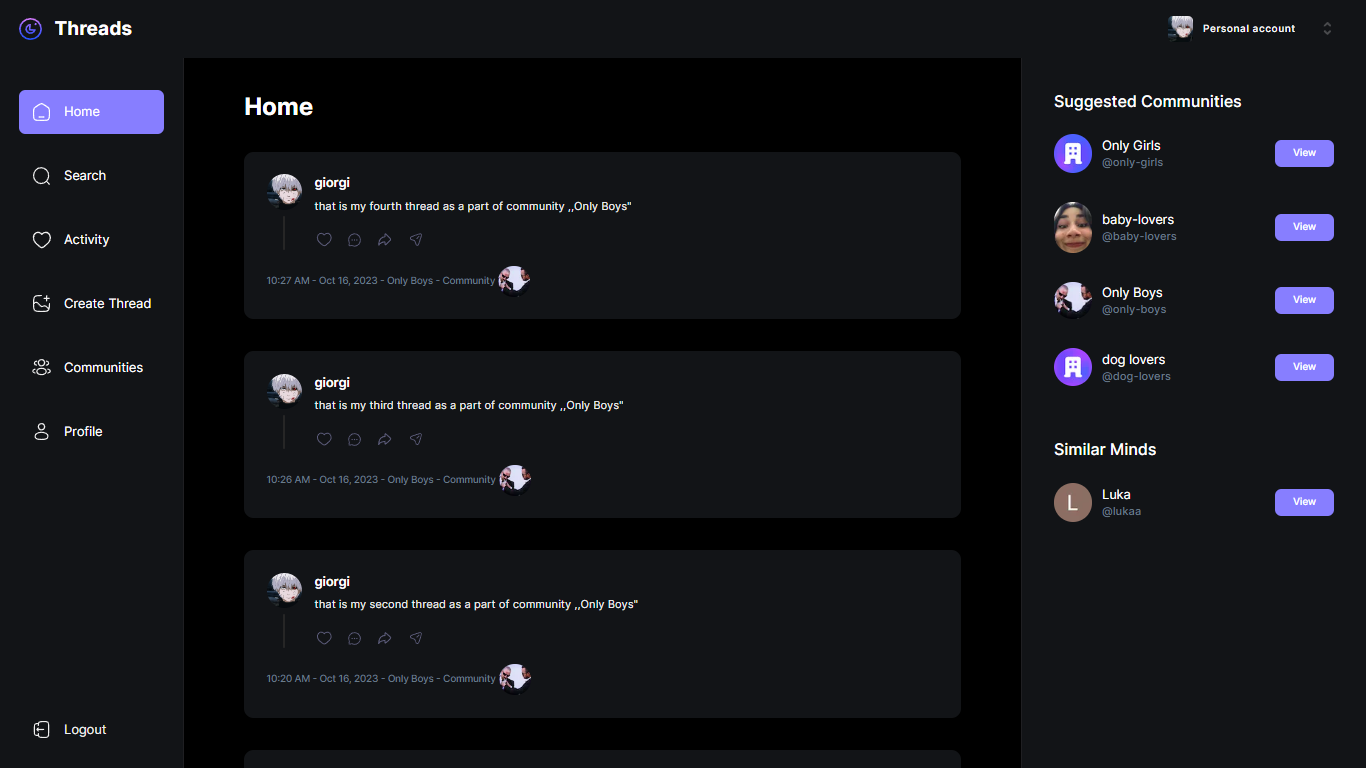 Threads
Personal account
Home
Search
Activity
Create Thread
Communities
Profile
Logout
Home
giorgi
that is my fourth thread as a part of community ,,Only Boys"
10:27 AM - Oct 16, 2023 - Only Boys - Community
giorgi
that is my third thread as a part of community ,,Only Boys"
10:26 AM - Oct 16, 2023 - Only Boys - Community
giorgi
that is my second thread as a part of community ,,Only Boys"
10:20 AM - Oct 16, 2023 - Only Boys - Community
Suggested Communities
Only Girls
@only-girls
View
baby-lovers
@baby-lovers
View
Only Boys
@only-boys
View
dog lovers
@dog-lovers
View
Similar Minds
L
Luka
@lukaa
View